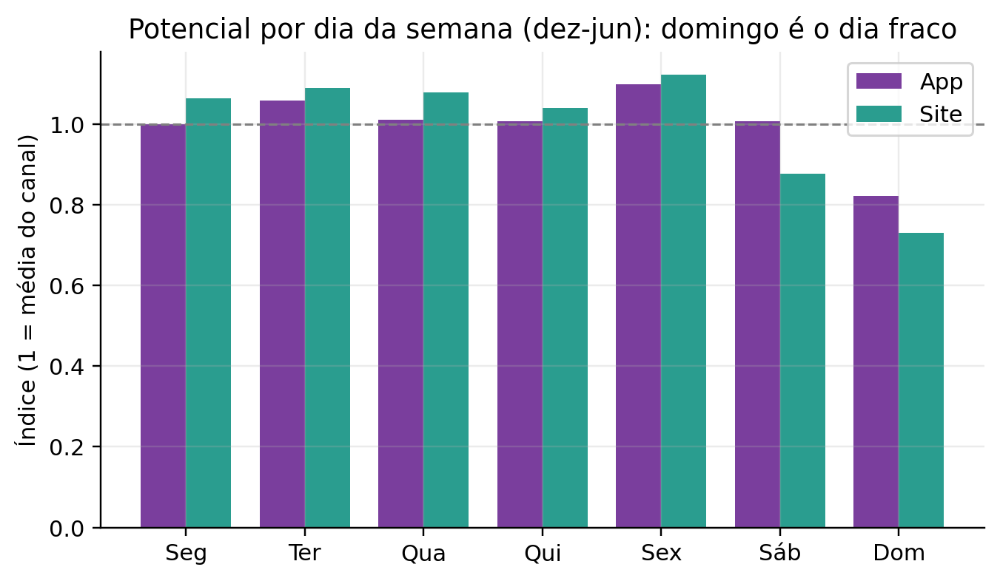 Potencial por dia da semana (dez-jun): domingo é o dia fraco
App
Site
Índice (1 = média do canal)
1.0
0.8
0.6
0.4
0.2
0.0
Seg
Ter
Qua
Qui
Sex
Sáb
Dom